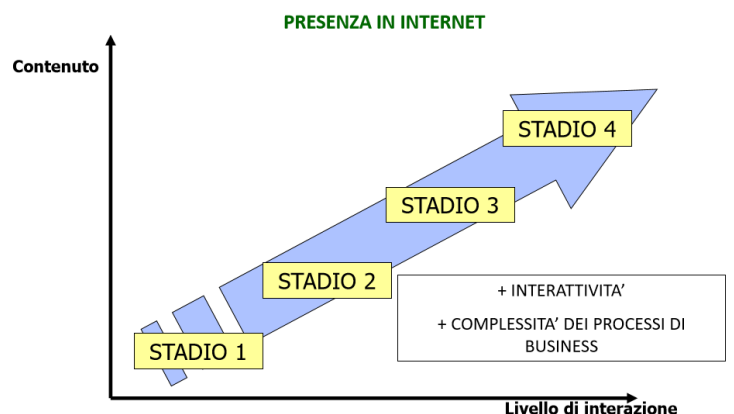 PRESENZA IN INTERNET
Contenuto
STADIO 4
STADIO 3
STADIO 2
STADIO 1
+ INTERATTIVITA’
+ COMPLESSITA’ DEI PROCESSI DI
BUSINESS
Livello di interazione